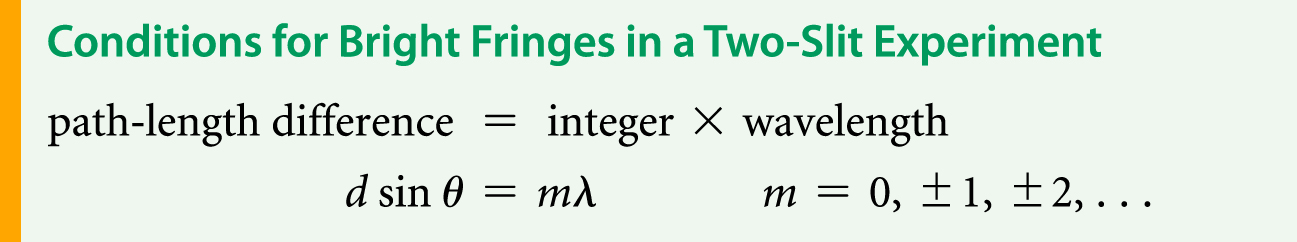 Conditions for Bright Fringes in a Two-Slit Experiment
path-length difference = integer × wavelength
d sin θ = mλ m = 0, ±1, ±2, . . .